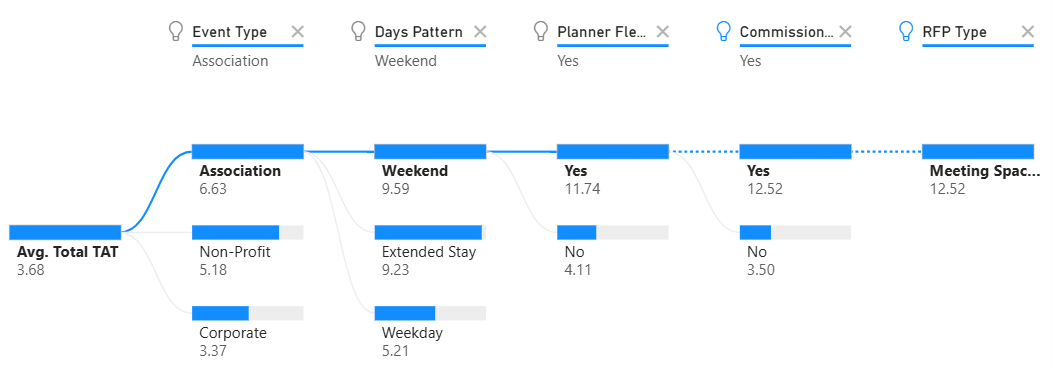 Event Type
Days Pattern
Planner Fle...
Commission...
RFP Type
Association
Weekend
Yes
Yes
Association
6.63
Weekend
9.59
Yes
11.74
Yes
12.52
Meeting Spac...
12.52
Avg. Total TAT
3.68
Non-Profit
5.18
Extended Stay
9.23
No
4.11
No
3.50
Corporate
3.37
Weekday
5.21